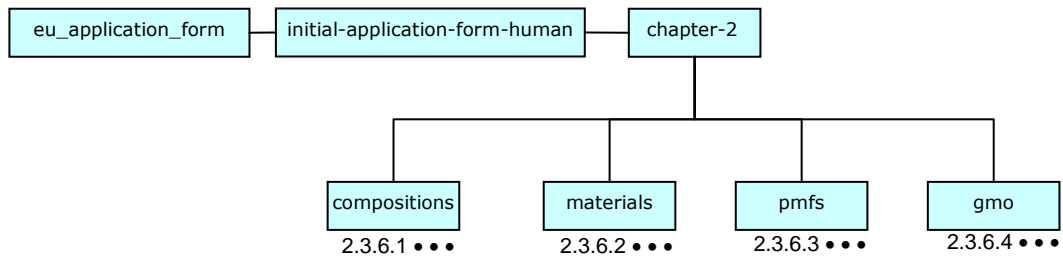 eu_application_form initial-application-form-human chapter-2
compositions materials pmfs gmo
2.3.6.1 ● ● ● 2.3.6.2 ● ● ● 2.3.6.3 ● ● ● 2.3.6.4 ● ● ●